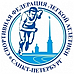 СПОРТИВНАЯ ФЕДЕРАЦИЯ ЛЕГКОЙ АТЛЕТИКИ
САНКТ-ПЕТЕРБУРГ